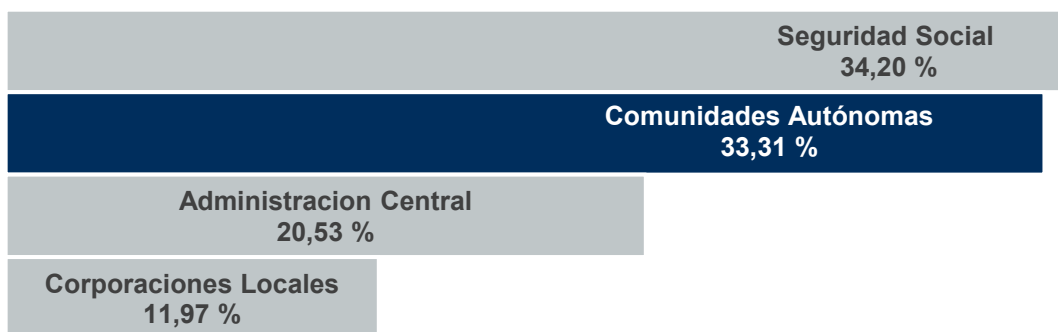 Seguridad Social
34,20 %
Comunidades Autónomas
33,31 %
Administracion Central
20,53 %
Corporaciones Locales
11,97 %